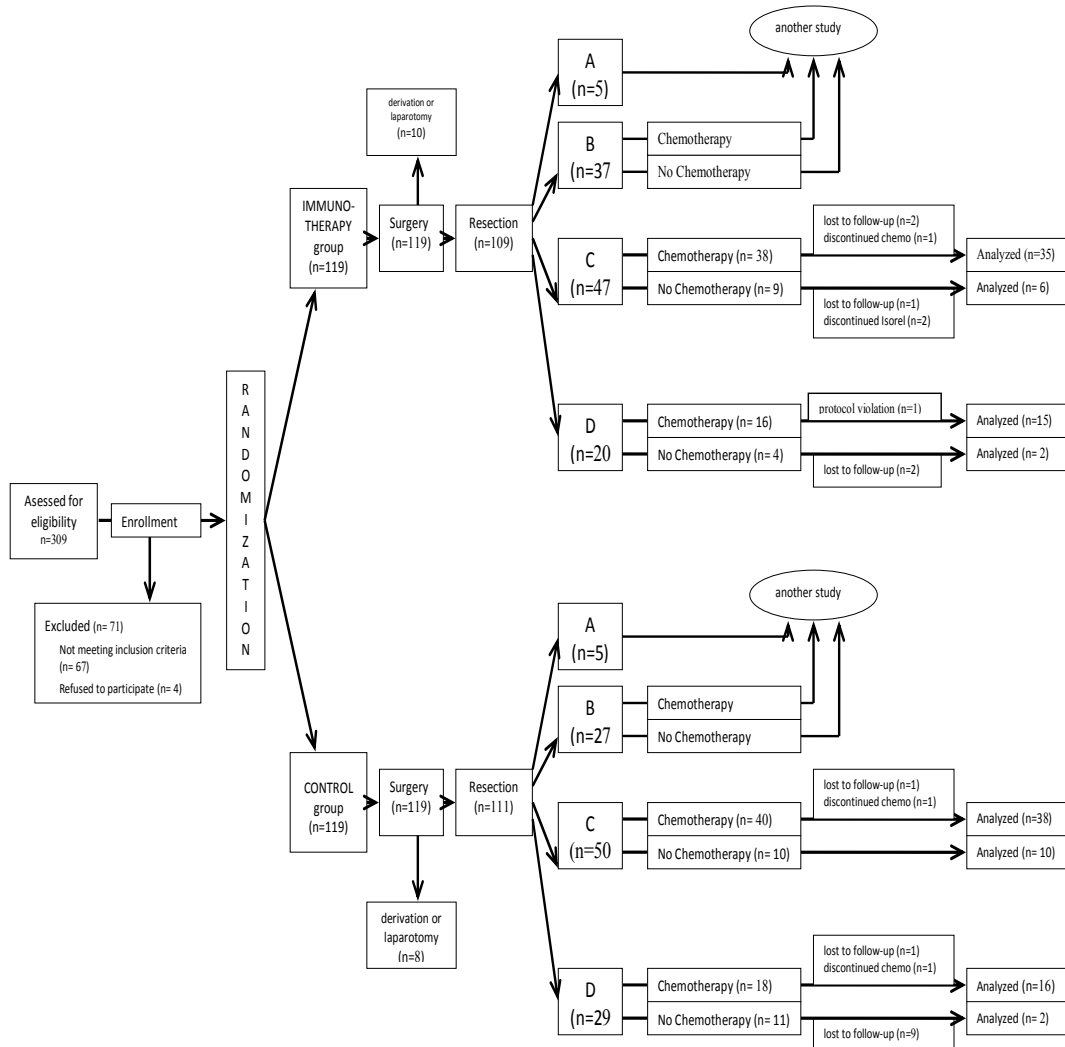 Asessed for
eligibility
n=309
Enrollment
Excluded (n= 71)
Not meeting inclusion criteria
(n= 67)
Refused to participate (n= 4)
R
A
N
D
O
M
I
Z
A
T
I
O
N
IMMUNO-
THERAPY
group
(n=119)
Surgery
(n=119)
derivation or
laparotomy
(n=10)
Resection
(n=109)
A
(n=5)
another study
B
(n=37
Chemotherapy
No Chemotherapy
C
(n=47
Chemotherapy (n= 38)
No Chemotherapy (n= 9)
lost to follow-up (n=2)
discontinued chemo (n=1)
lost to follow-up (n=1)
discontinued Isorel (n=2)
Analyzed (n=35)
Analyzed (n= 6)
D
(n=20
Chemotherapy (n= 16)
No Chemotherapy (n= 4)
protocol violation (n=1)
lost to follow-up (n=2)
Analyzed (n=15)
Analyzed (n= 2)
CONTROL
group
(n=119)
Surgery
(n=119)
derivation or
laparotomy
(n=8)
Resection
(n=111)
A
(n=5)
another study
B
(n=27
Chemotherapy
No Chemotherapy
C
(n=50
Chemotherapy (n= 40)
No Chemotherapy (n= 10)
lost to follow-up (n=1)
discontinued chemo (n=1)
Analyzed (n=38)
Analyzed (n= 10)
D
(n=29
Chemotherapy (n= 18)
No Chemotherapy (n= 11)
lost to follow-up (n=1)
discontinued chemo (n=1)
lost to follow-up (n=9)
Analyzed (n=16)
Analyzed (n= 2)